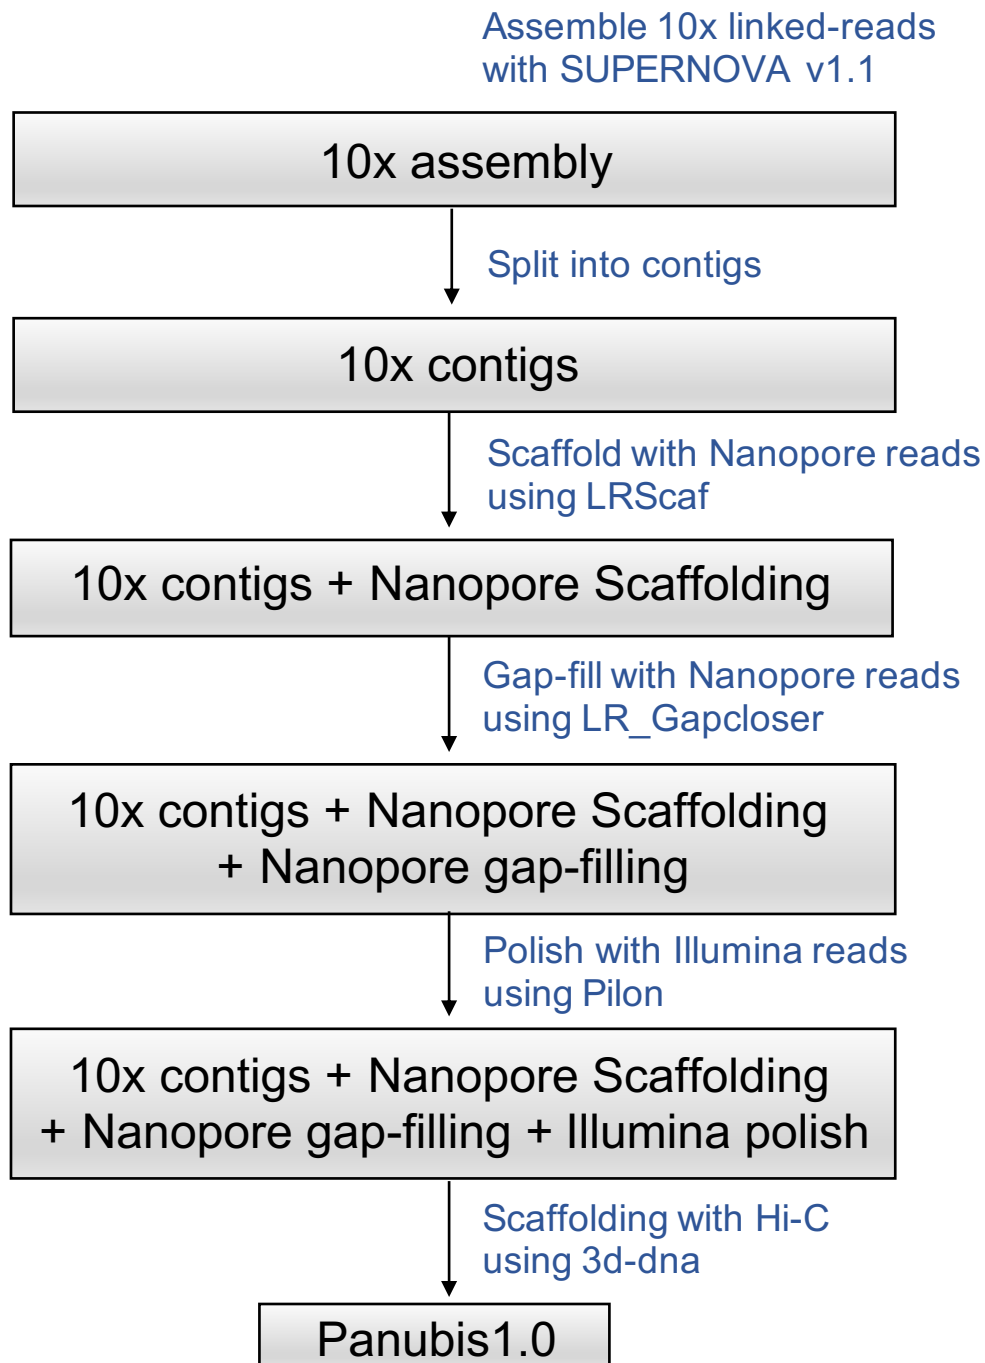 Assemble 10x linked-reads
with SUPERNOVA v1.1
10x assembly
Split into contigs
10x contigs
Scaffold with Nanopore reads
using LRScaf
10x contigs + Nanopore Scaffolding
Gap-fill with Nanopore reads
using LR_Gapcloser
10x contigs + Nanopore Scaffolding
+ Nanopore gap-filling
Polish with Illumina reads
using Pilon
10x contigs + Nanopore Scaffolding
+ Nanopore gap-filling + Illumina polish
Scaffolding with Hi-C
using 3d-dna
Panubis1.0